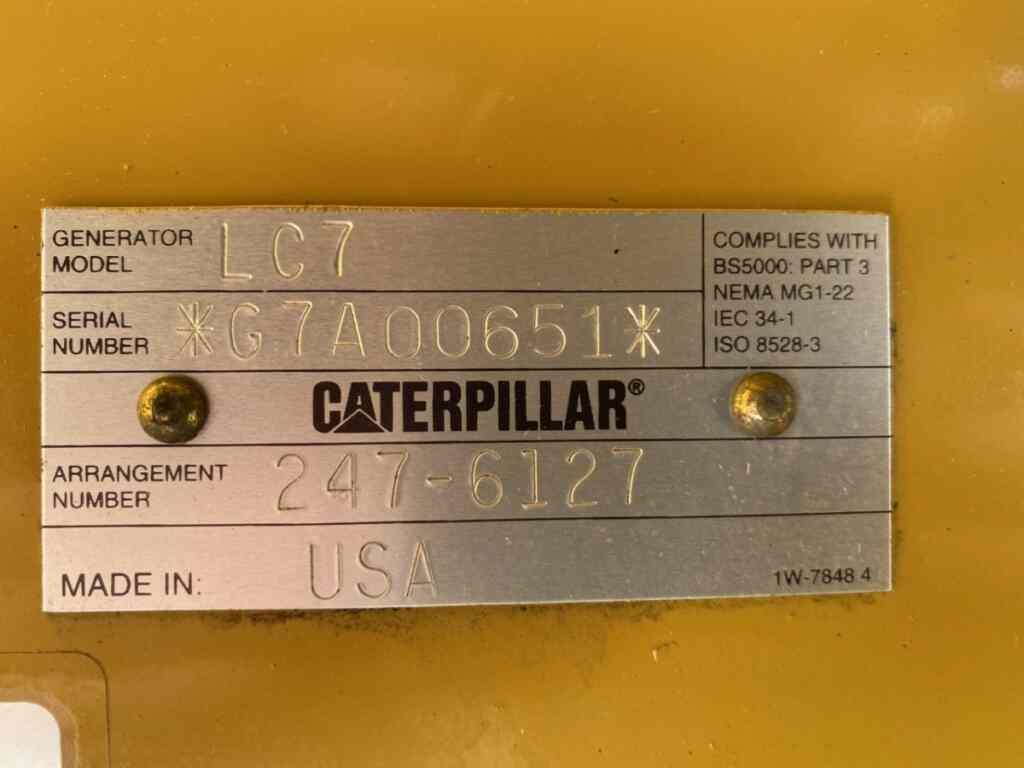 GENERATOR MODEL LC7
SERIAL NUMBER *G7A00651*
COMPLIES WITH
BS5000: PART 3
NEMA MG1-22
IEC 34-1
ISO 8528-3
CATERPILLAR®
ARRANGEMENT NUMBER 247-6127
MADE IN: USA
1W-7848 4